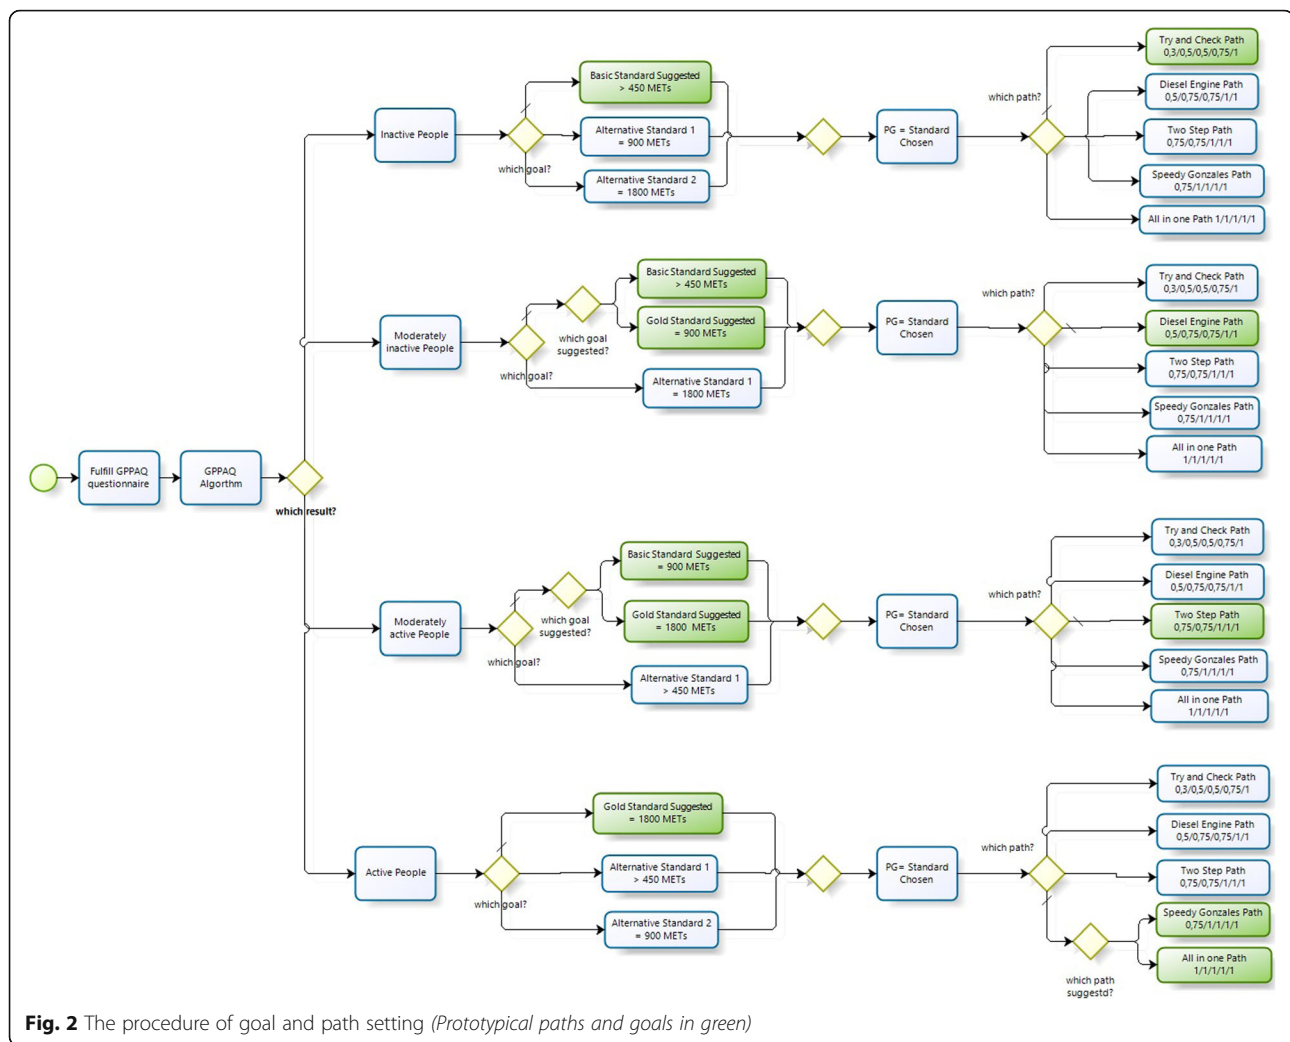 Fulfill GPPAQ
questionnaire
GPPAQ
Algorthm
which result?
Inactive People
which goal?
Basic Standard Suggested
> 450 METs
Alternative Standard 1
= 900 METs
Alternative Standard 2
= 1800 METs
PG = Standard
Chosen
which path?
Try and Check Path
0,3/0,5/0,5/0,75/1
Diesel Engine Path
0,5/0,75/0,75/1/1
Two Step Path
0,75/0,75/1/1/1
Speedy Gonzales Path
0,75/1/1/1/1
All in one Path 1/1/1/1/1
Moderately
inactive People
which goal?
which goal
suggested?
Basic Standard Suggested
> 450 METs
Gold Standard Suggested
= 900 METs
Alternative Standard 1
= 1800 METs
PG= Standard
Chosen
which path?
Try and Check Path
0,3/0,5/0,5/0,75/1
Diesel Engine Path
0,5/0,75/0,75/1/1
Two Step Path
0,75/0,75/1/1/1
Speedy Gonzales Path
0,75/1/1/1/1
All in one Path
1/1/1/1/1
Moderately
active People
which goal?
which goal
suggested?
Basic Standard Suggested
= 900 METs
Gold Standard Suggested
= 1800 METs
Alternative Standard 1
> 450 METs
PG= Standard
Chosen
which path?
Try and Check Path
0,3/0,5/0,5/0,75/1
Diesel Engine Path
0,5/0,75/0,75/1/1
Two Step Path
0,75/0,75/1/1/1
Speedy Gonzales Path
0,75/1/1/1/1
All in one Path
1/1/1/1/1
Active People
which goal?
Gold Standard Suggested
= 1800 METs
Alternative Standard 1
> 450 METs
Alternative Standard 2
= 900 METs
PG= Standard
Chosen
which path?
Try and Check Path
0,3/0,5/0,5/0,75/1
Diesel Engine Path
0,5/0,75/0,75/1/1
Two Step Path
0,75/0,75/1/1/1
Speedy Gonzales Path
0,75/1/1/1/1
All in one Path
1/1/1/1/1
which path
suggestd?
Fig. 2 The procedure of goal and path setting (Prototypical paths and goals in green)